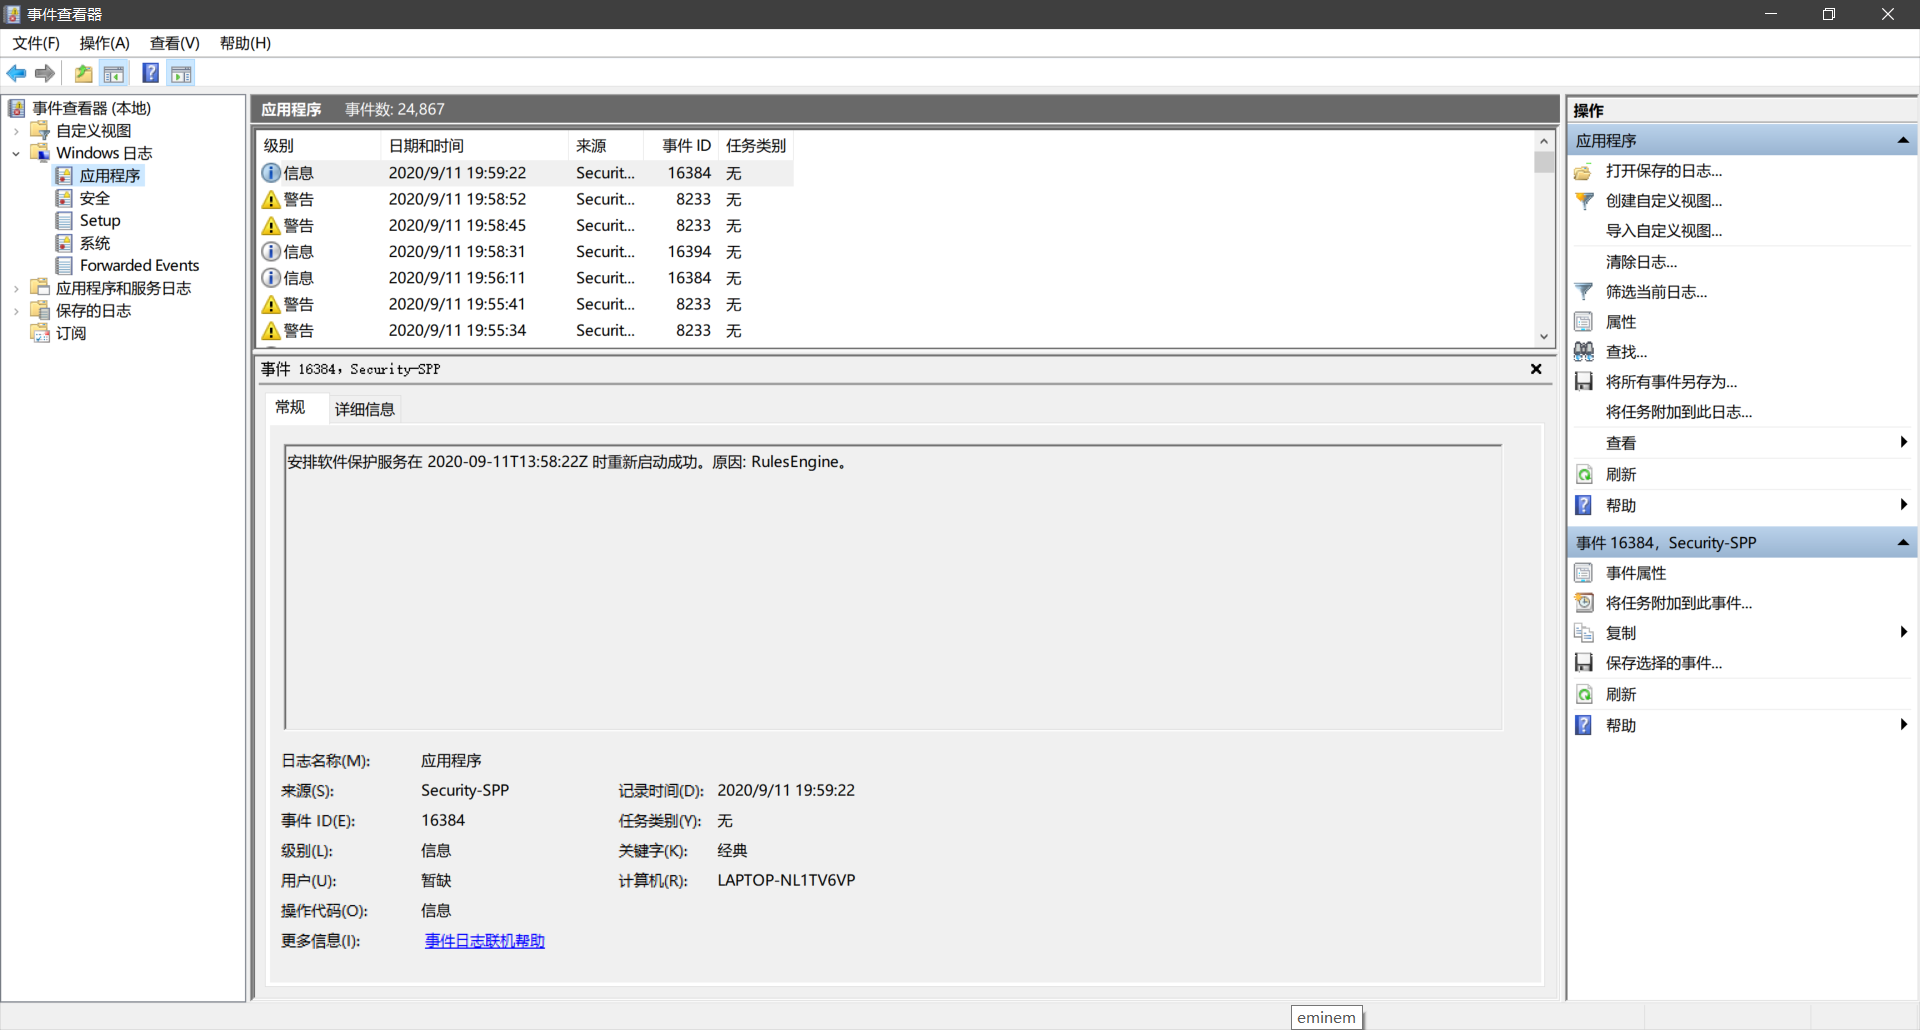 事件查看器
文件(F) 操作(A) 查看(V) 帮助(H)
事件查看器 (本地)
自定义视图
Windows 日志
应用程序
安全
Setup
系统
Forwarded Events
应用程序和服务日志
保存的日志
订阅
应用程序 事件数: 24,867
级别 日期和时间 来源 事件 ID 任务类别
信息 2020/9/11 19:59:22 Securit... 16384 无
警告 2020/9/11 19:58:52 Securit... 8233 无
警告 2020/9/11 19:58:45 Securit... 8233 无
信息 2020/9/11 19:58:31 Securit... 16394 无
信息 2020/9/11 19:56:11 Securit... 16384 无
警告 2020/9/11 19:55:41 Securit... 8233 无
警告 2020/9/11 19:55:34 Securit... 8233 无
事件 16384，Security-SPP
常规 详细信息
安排软件保护服务在 2020-09-11T13:58:22Z 时重新启动成功。原因: RulesEngine。
日志名称(M): 应用程序
来源(S): Security-SPP 记录时间(D): 2020/9/11 19:59:22
事件 ID(E): 16384 任务类别(Y): 无
级别(L): 信息 关键字(K): 经典
用户(U): 暂缺 计算机(R): LAPTOP-NL1TV6VP
操作代码(O): 信息
更多信息(I): 事件日志联机帮助
操作
应用程序
打开保存的日志...
创建自定义视图...
导入自定义视图...
清除日志...
筛选当前日志...
属性
查找...
将所有事件另存为...
将任务附加到此日志...
查看
刷新
帮助
事件 16384，Security-SPP
事件属性
将任务附加到此事件...
复制
保存选择的事件...
刷新
帮助
eminem